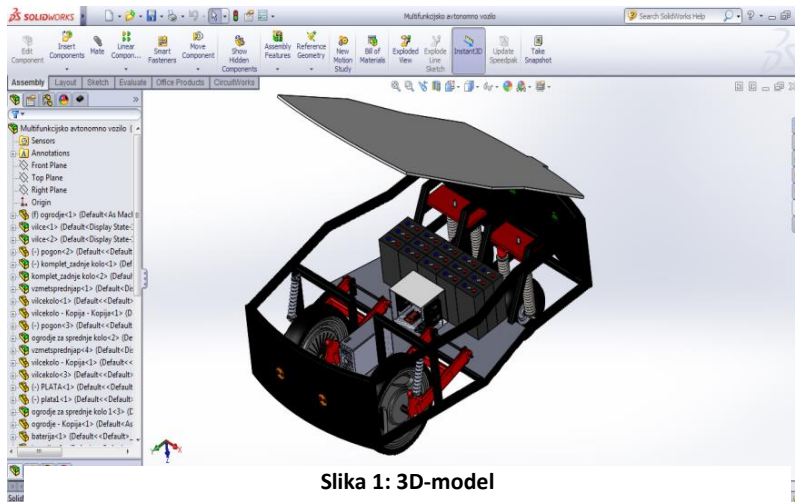 SOLIDWORKS
Multifunkcijsko avtonomno vozilo
Search SolidWorks Help
Edit Component
Insert Components
Mate
Linear Compon...
Smart Fasteners
Move Component
Show Hidden Components
Assembly Features
Reference Geometry
New Motion Study
Bill of Materials
Exploded View
Explode Line Sketch
Instant3D
Update Speedpak
Take Snapshot
Assembly Layout Sketch Evaluate Office Products CircuitWorks
Multifunkcijsko avtonomno vozilo (
Sensors
Annotations
Front Plane
Top Plane
Right Plane
Origin
(f) ogrodje<1> (Default<As Mach
vilce<1> (Default<Display State-
vilce<2> (Default<Display State-
(-) pogon<2> (Default<<Default
(-) komplet_zadnje kolo<1> (Def
komplet_zadnje kolo<2> (Defaul
vzmetsprednjap<1> (Default<Di
vilcekolo<1> (Default<<Default>
vilcekolo - Kopija - Kopija<1> (D
(-) pogon<3> (Default<<Default
ogrodje za sprednje kolo<2> (De
vzmetsprednjap<4> (Default<Di
vilcekolo - Kopija<1> (Default<<
vilcekolo<3> (Default<<Default>
(-) PLATA<1> (Default<<Default
(-) plata1<1> (Default<<Default
ogrodje za sprednje kolo 1<3> (
ogrodje - Kopija<1> (Default<As
baterija<1> (Default<<Default>_
Slika 1: 3D-model
Solid